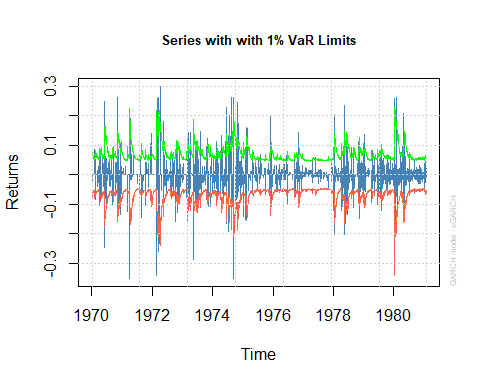 Series with with 1% VaR Limits
0.3
0.1
-0.1
-0.3
Returns
1970
1972
1974
1976
1978
1980
Time
GARCH model : sGARCH